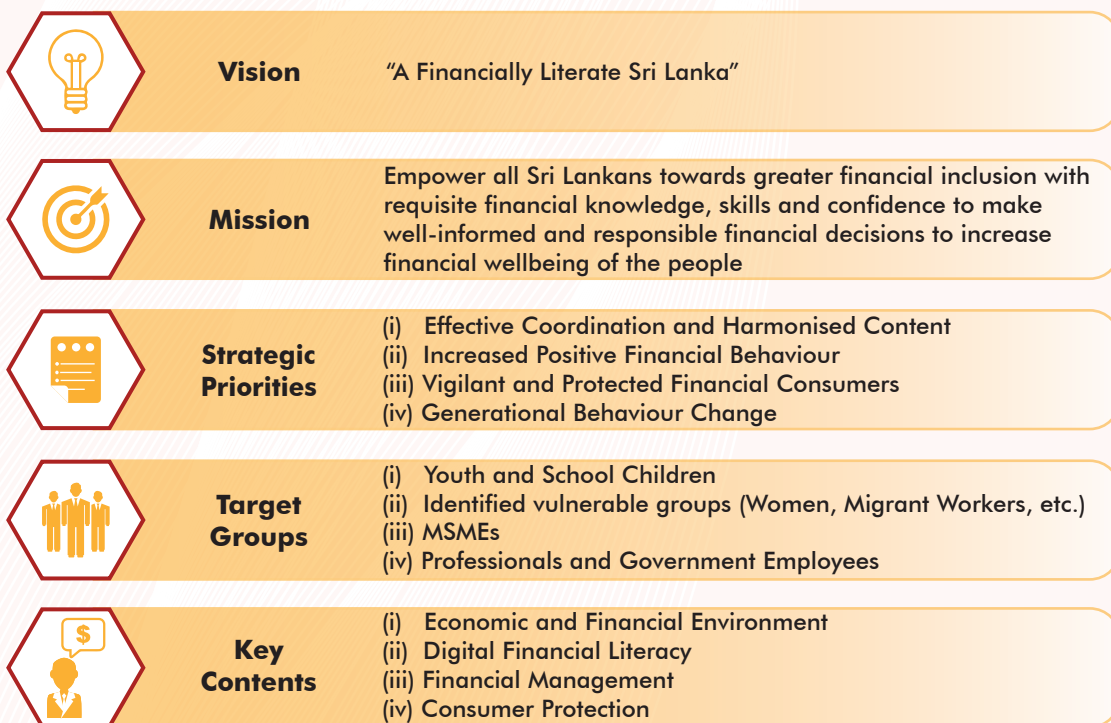 Vision
“A Financially Literate Sri Lanka”
Mission
Empower all Sri Lankans towards greater financial inclusion with
requisite financial knowledge, skills and confidence to make
well-informed and responsible financial decisions to increase
financial wellbeing of the people
Strategic
Priorities
(i) Effective Coordination and Harmonised Content
(ii) Increased Positive Financial Behaviour
(iii) Vigilant and Protected Financial Consumers
(iv) Generational Behaviour Change
Target
Groups
(i) Youth and School Children
(ii) Identified vulnerable groups (Women, Migrant Workers, etc.)
(iii) MSMEs
(iv) Professionals and Government Employees
$
Key
Contents
(i) Economic and Financial Environment
(ii) Digital Financial Literacy
(iii) Financial Management
(iv) Consumer Protection